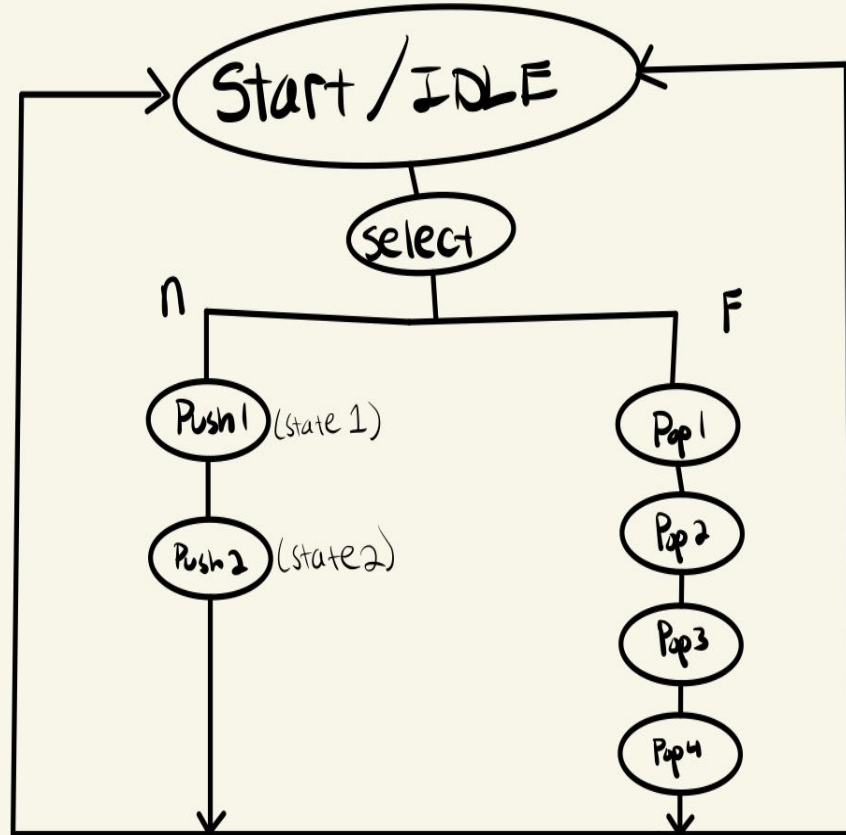 Start/IDLE
select
n
F
Push1 (state 1)
Pop1
Pop2
Push2 (state2)
Pop3
Pop4